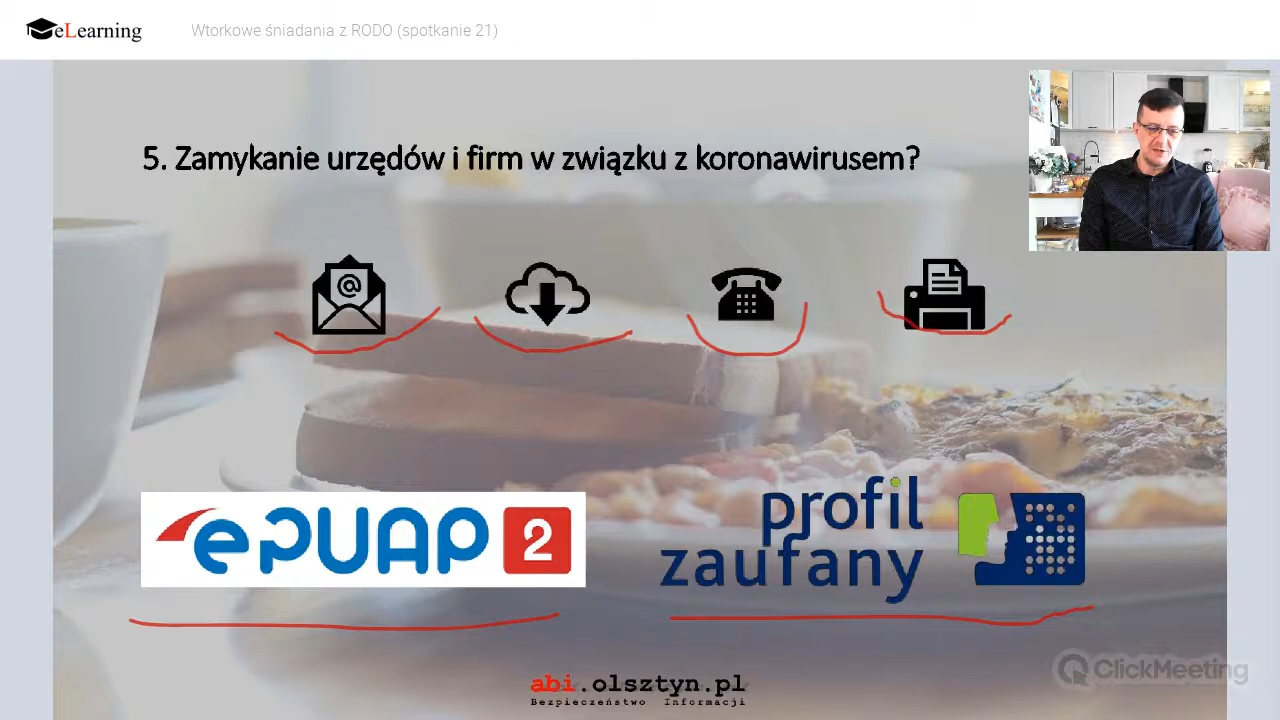 eLearning
Wtorkowe śniadania z RODO (spotkanie 21)
5. Zamykanie urzędów i firm w związku z koronawirusem?
@
ePUAP 2
profil
zaufany
abi.olsztyn.pl
Bezpieczeństwo Informacji
ClickMeeting